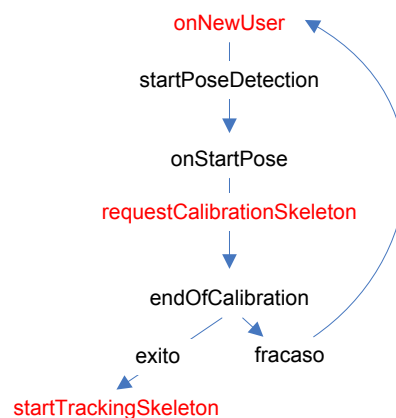 onNewUser
startPoseDetection
onStartPose
requestCalibrationSkeleton
endOfCalibration
exito
fracaso
startTrackingSkeleton